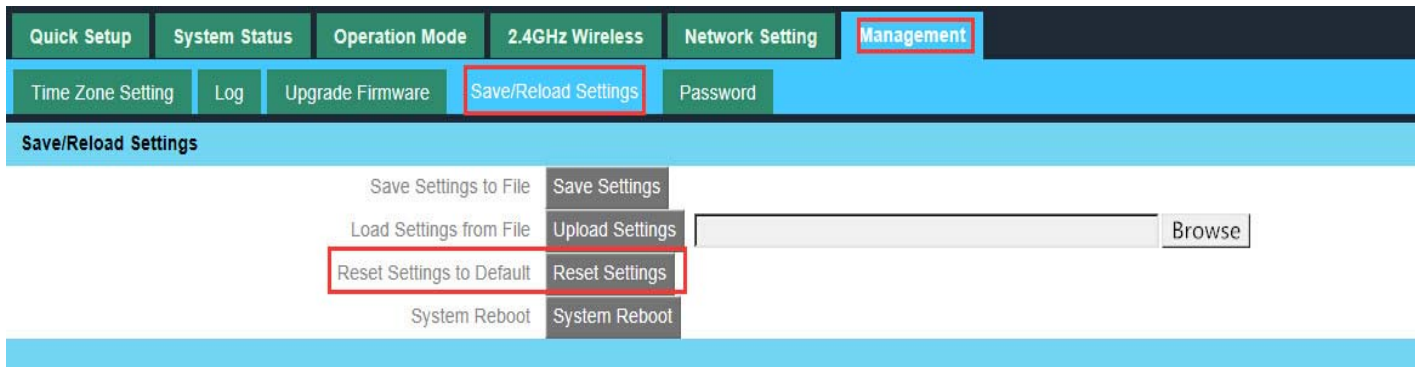 Quick Setup System Status Operation Mode 2.4GHz Wireless Network Setting Management
Time Zone Setting Log Upgrade Firmware Save/Reload Settings Password
Save/Reload Settings
Save Settings to File Save Settings
Load Settings from File Upload Settings Browse
Reset Settings to Default Reset Settings
System Reboot System Reboot